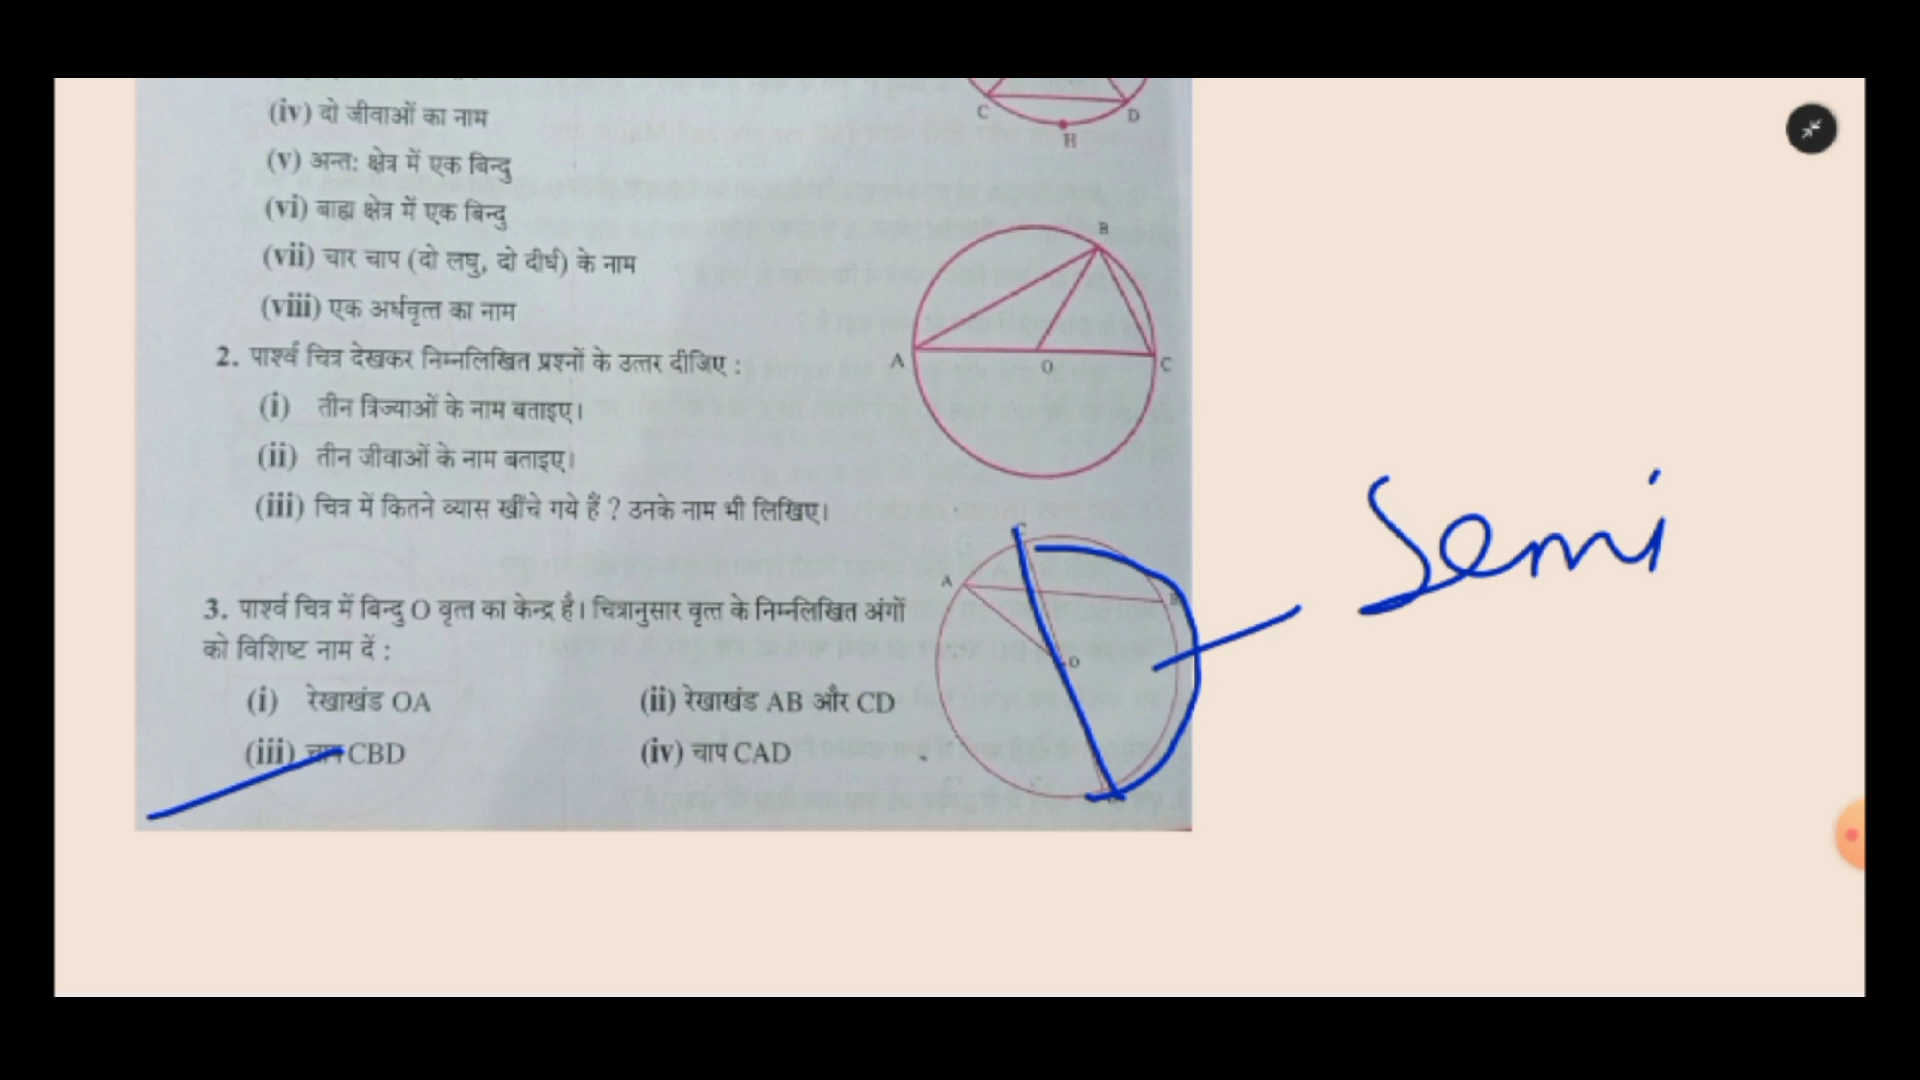 C D
H
(iv) दो जीवाओं का नाम
(v) अन्त: क्षेत्र में एक बिन्दु
(vi) बाह्य क्षेत्र में एक बिन्दु
(vii) चार चाप (दो लघु, दो दीर्घ) के नाम
(viii) एक अर्धवृत्त का नाम
B
A O C
2. पार्श्व चित्र देखकर निम्नलिखित प्रश्नों के उत्तर दीजिए :
(i) तीन त्रिज्याओं के नाम बताइए।
(ii) तीन जीवाओं के नाम बताइए।
(iii) चित्र में कितने व्यास खींचे गये हैं ? उनके नाम भी लिखिए।
Semi
C
A B
O
3. पार्श्व चित्र में बिन्दु O वृत्त का केन्द्र है। चित्रानुसार वृत्त के निम्नलिखित अंगों
को विशिष्ट नाम दें :
(i) रेखाखंड OA (ii) रेखाखंड AB और CD
(iii) चाप CBD (iv) चाप CAD